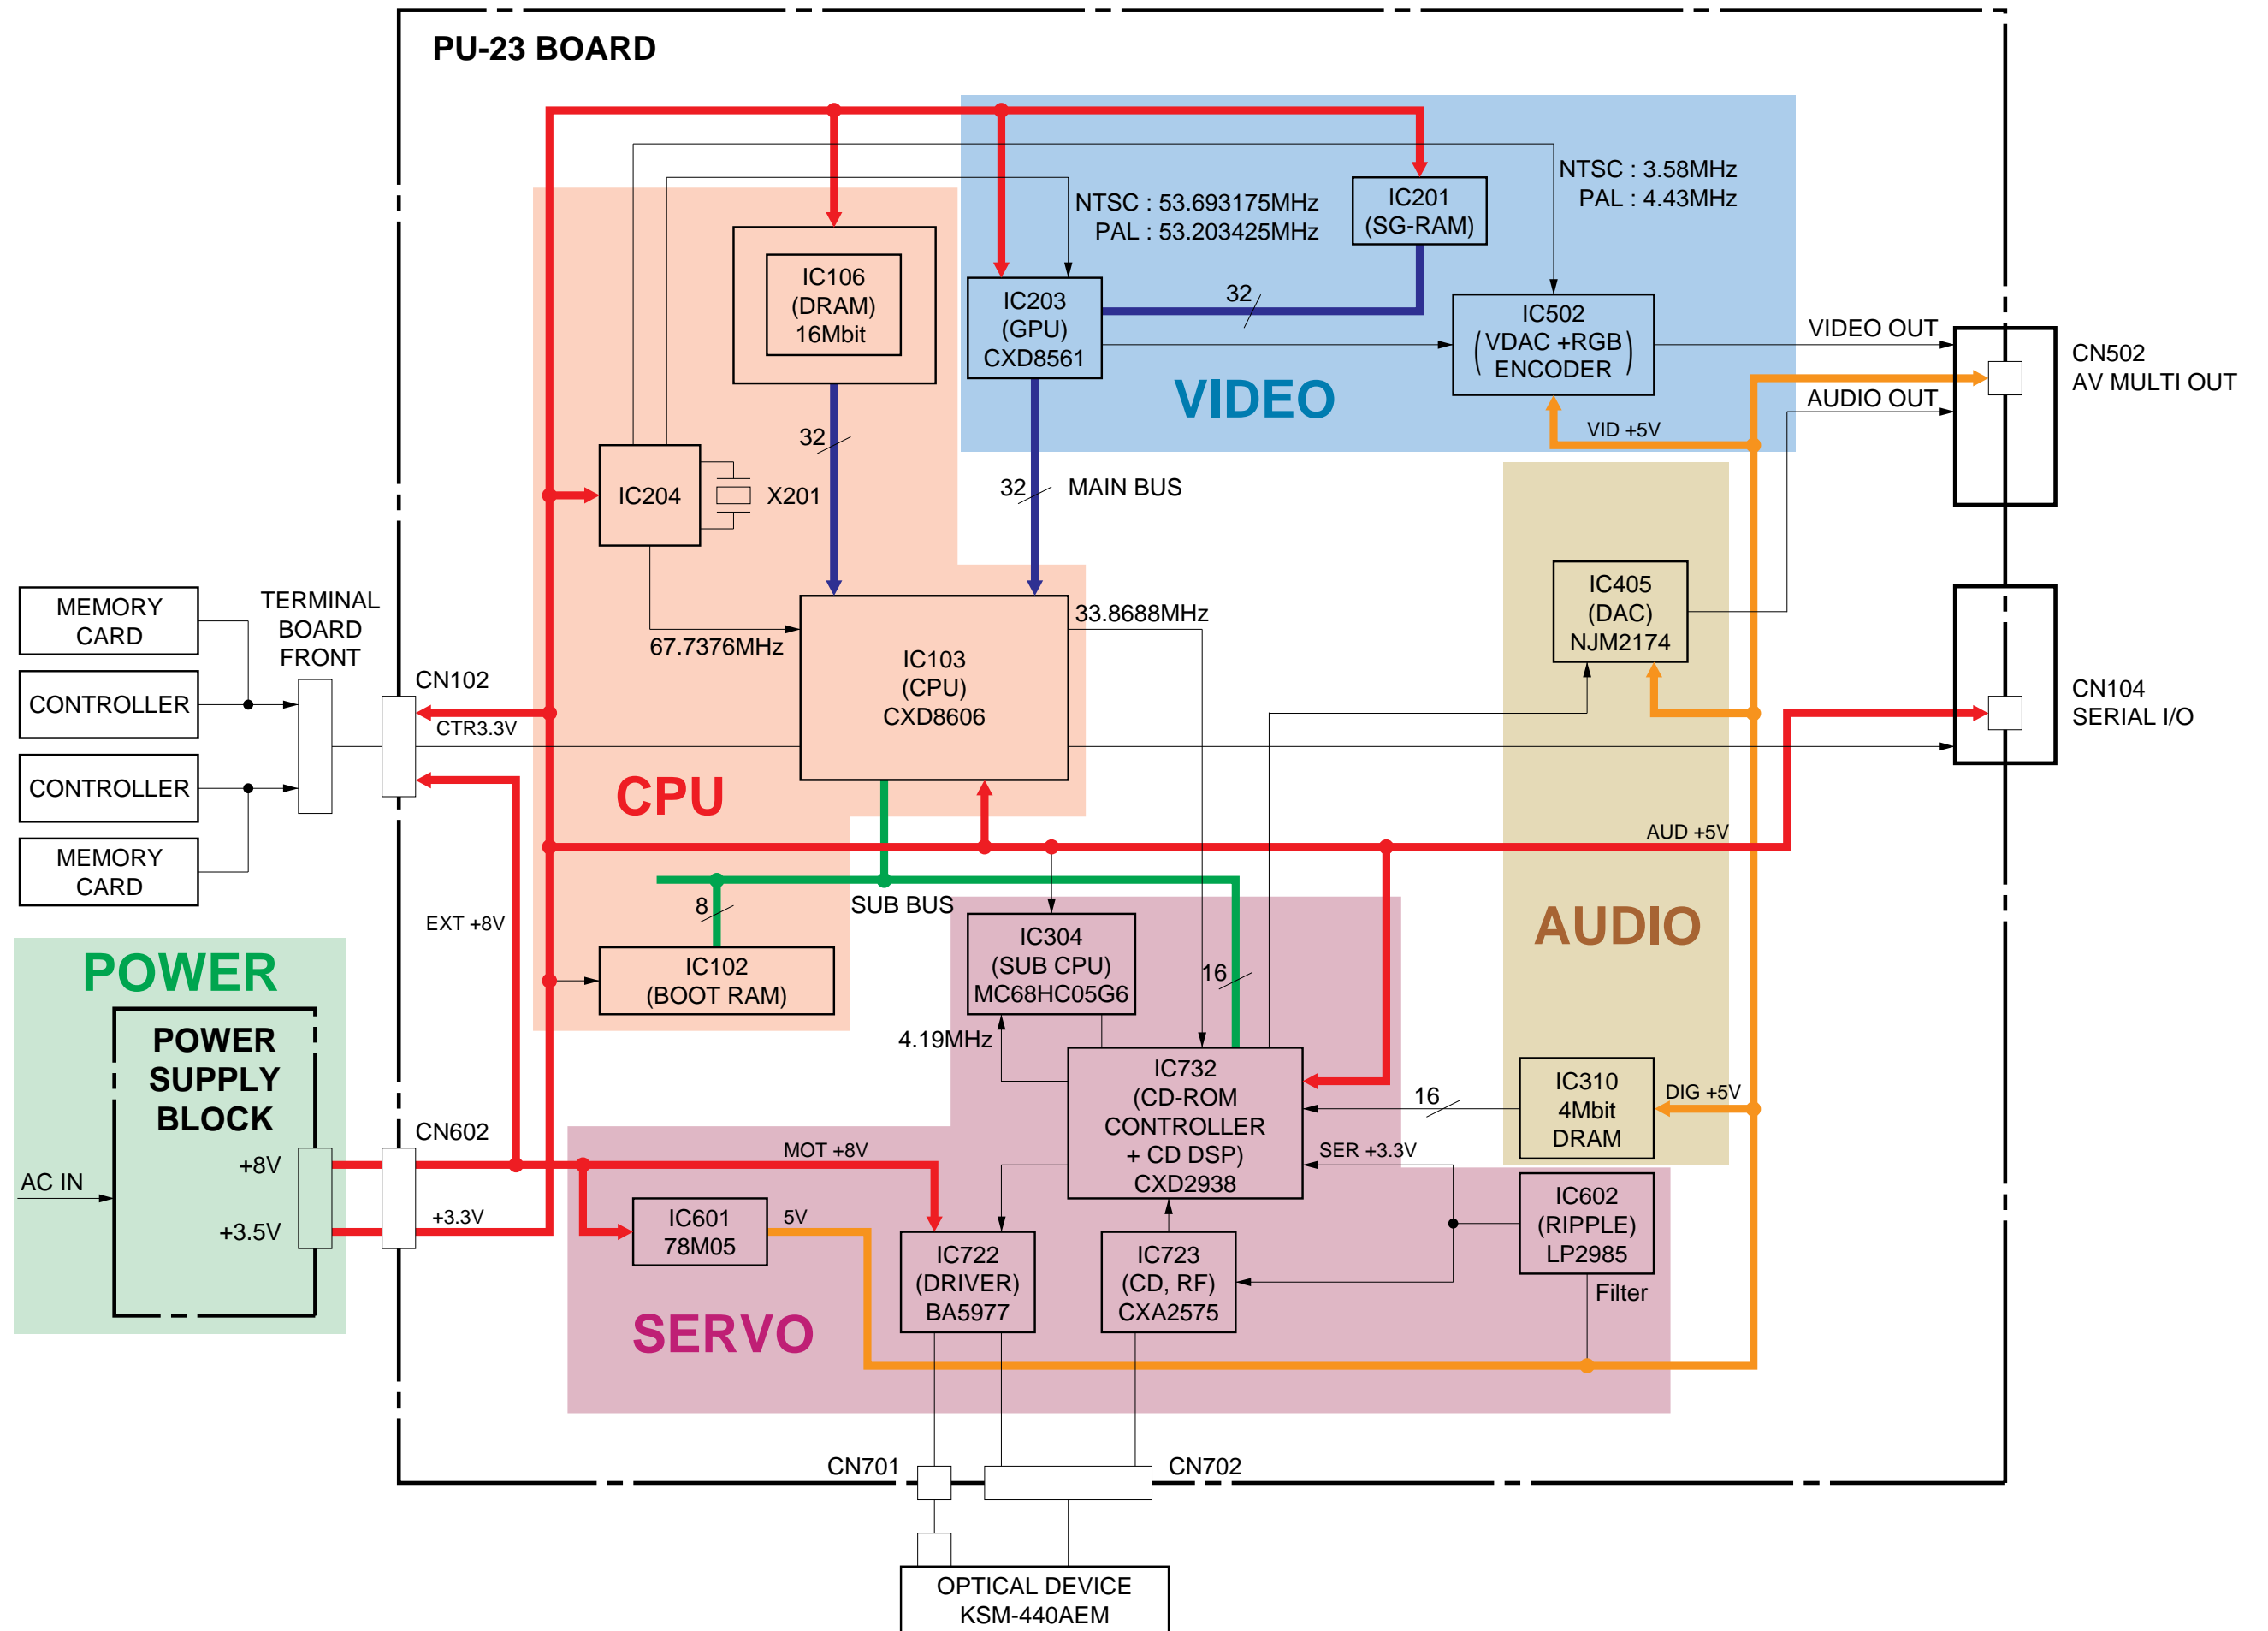 PU-23 BOARD
NTSC : 3.58MHz
PAL : 4.43MHz
IC201
(SG-RAM)
NTSC : 53.693175MHz
PAL : 53.203425MHz
IC106
(DRAM)
16Mbit
IC203
(GPU)
CXD8561
32
IC502
(VDAC +RGB
ENCODER)
VIDEO OUT
CN502
AV MULTI OUT
AUDIO OUT
VIDEO
VID +5V
32
IC204
X201
32
MAIN BUS
MEMORY
CARD
TERMINAL
BOARD
FRONT
CONTROLLER
CN102
CTR3.3V
CONTROLLER
MEMORY
CARD
67.7376MHz
33.8688MHz
IC103
(CPU)
CXD8606
IC405
(DAC)
NJM2174
CN104
SERIAL I/O
CPU
AUD +5V
8
SUB BUS
EXT +8V
IC102
(BOOT RAM)
IC304
(SUB CPU)
MC68HC05G6
16
AUDIO
4.19MHz
POWER
POWER
SUPPLY
BLOCK
+8V
AC IN
+3.5V
CN602
+3.3V
MOT +8V
IC732
(CD-ROM
CONTROLLER
+ CD DSP)
CXD2938
16
IC310
4Mbit
DRAM
DIG +5V
SER +3.3V
IC601
78M05
5V
IC722
(DRIVER)
BA5977
IC723
(CD, RF)
CXA2575
IC602
(RIPPLE)
LP2985
Filter
SERVO
CN701
CN702
OPTICAL DEVICE
KSM-440AEM